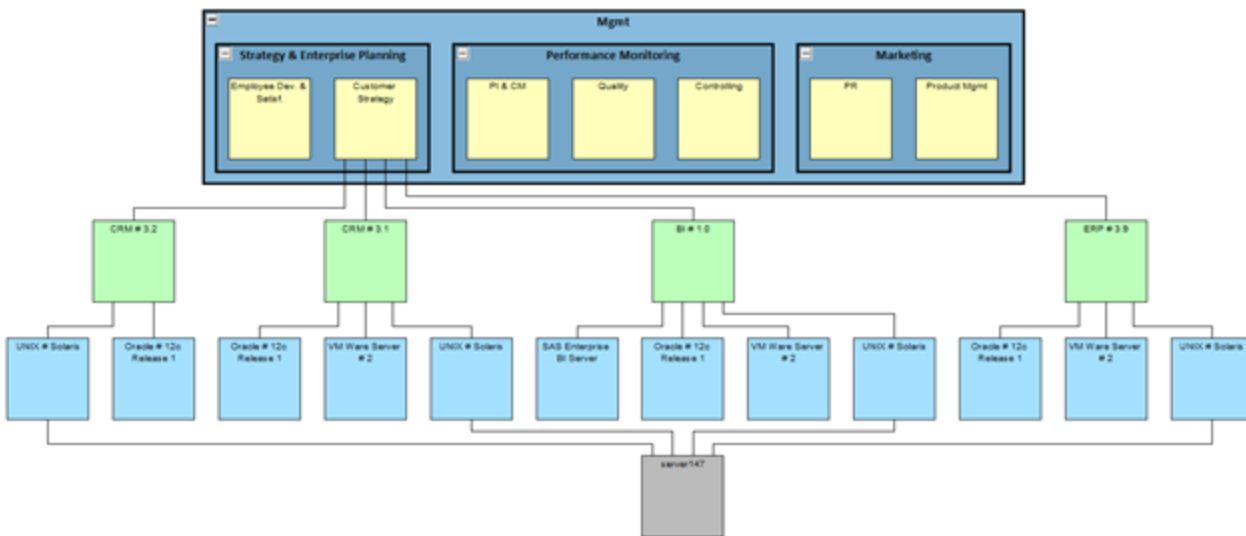 Mgmt
Strategy & Enterprise Planning
Performance Monitoring
Marketing
Employee Dev. &
Satisf.
Customer
Strategy
PI & CM
Quality
Controlling
PR
Product Mgmt
CRM # 3.2
CRM # 3.1
BI # 1.0
ERP # 3.9
UNIX # Solaris
Oracle # 12c
Release 1
Oracle # 12c
Release 1
VM Ware Server
# 2
UNIX # Solaris
SAS Enterprise
BI Server
Oracle # 12c
Release 1
VM Ware Server
# 2
UNIX # Solaris
Oracle # 12c
Release 1
VM Ware Server
# 2
UNIX # Solaris
server147